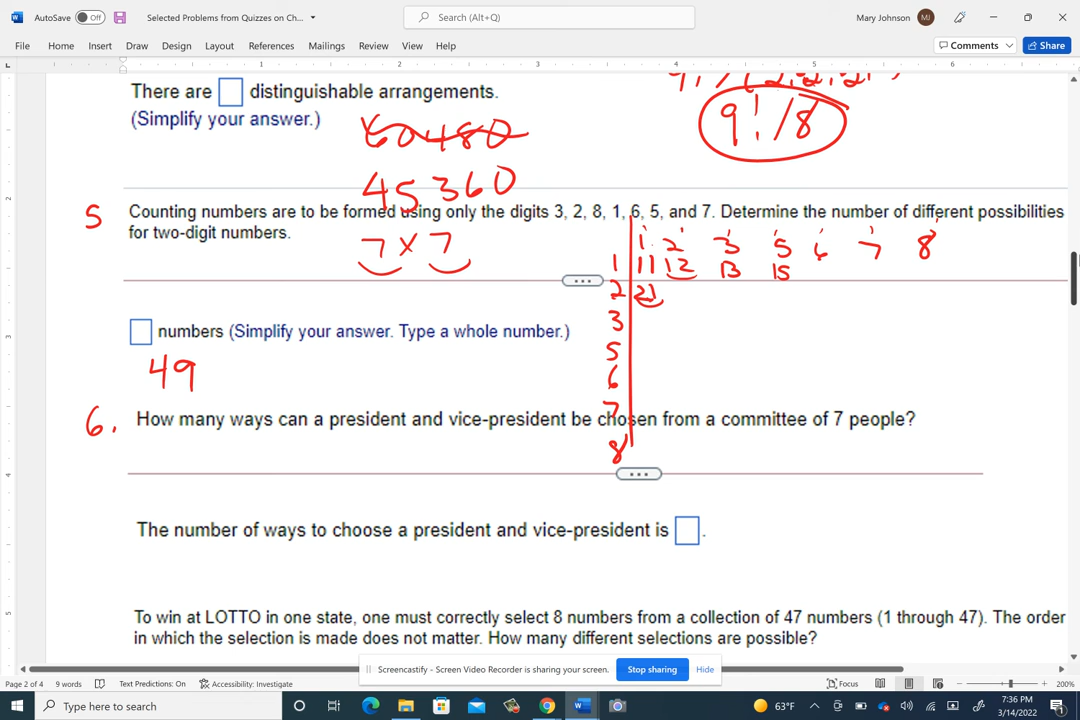 AutoSave Off Selected Problems from Quizzes on Ch... Search (Alt+Q) Mary Johnson MJ
File Home Insert Draw Design Layout References Mailings Review View Help Comments Share
1 2 3 4 5 6 7
There are distinguishable arrangements.
(Simplify your answer.)
60480
9!/8
45360
5 Counting numbers are to be formed using only the digits 3, 2, 8, 1, 6, 5, and 7. Determine the number of different possibilities
for two-digit numbers.
7 x 7
1 2 3 5 6 7 8
1 11 12 13 15
2 21
3
numbers (Simplify your answer. Type a whole number.)
5
49
6
7
6. How many ways can a president and vice-president be chosen from a committee of 7 people?
8
The number of ways to choose a president and vice-president is .
To win at LOTTO in one state, one must correctly select 8 numbers from a collection of 47 numbers (1 through 47). The order
in which the selection is made does not matter. How many different selections are possible?
Screencastify - Screen Video Recorder is sharing your screen. Stop sharing Hide
Page 2 of 4 9 words Text Predictions: On Accessibility: Investigate Focus 200%
Type here to search 63°F 7:36 PM
3/14/2022 1